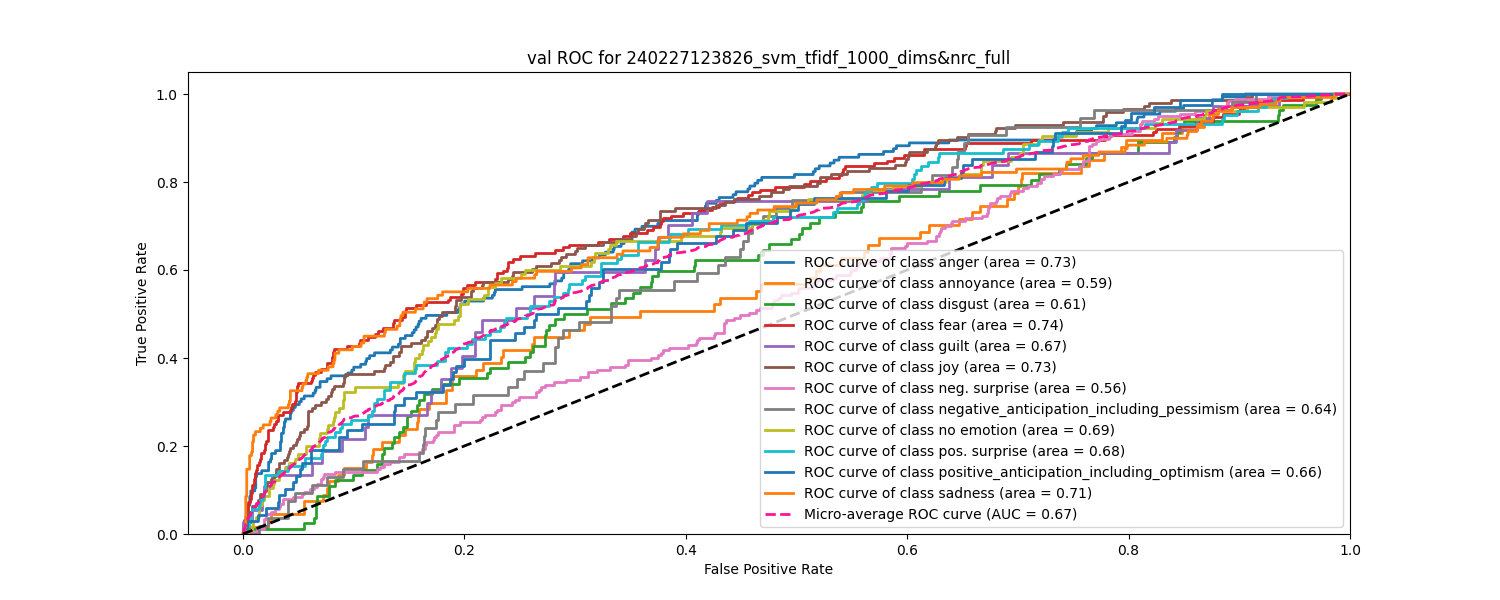 val ROC for 240227123826_svm_tfidf_1000_dims&nrc_full
True Positive Rate
1.0
0.8
0.6
0.4
0.2
0.0
ROC curve of class anger (area = 0.73)
ROC curve of class annoyance (area = 0.59)
ROC curve of class disgust (area = 0.61)
ROC curve of class fear (area = 0.74)
ROC curve of class guilt (area = 0.67)
ROC curve of class joy (area = 0.73)
ROC curve of class neg. surprise (area = 0.56)
ROC curve of class negative_anticipation_including_pessimism (area = 0.64)
ROC curve of class no emotion (area = 0.69)
ROC curve of class pos. surprise (area = 0.68)
ROC curve of class positive_anticipation_including_optimism (area = 0.66)
ROC curve of class sadness (area = 0.71)
Micro-average ROC curve (AUC = 0.67)
0.0 0.2 0.4 0.6 0.8 1.0
False Positive Rate